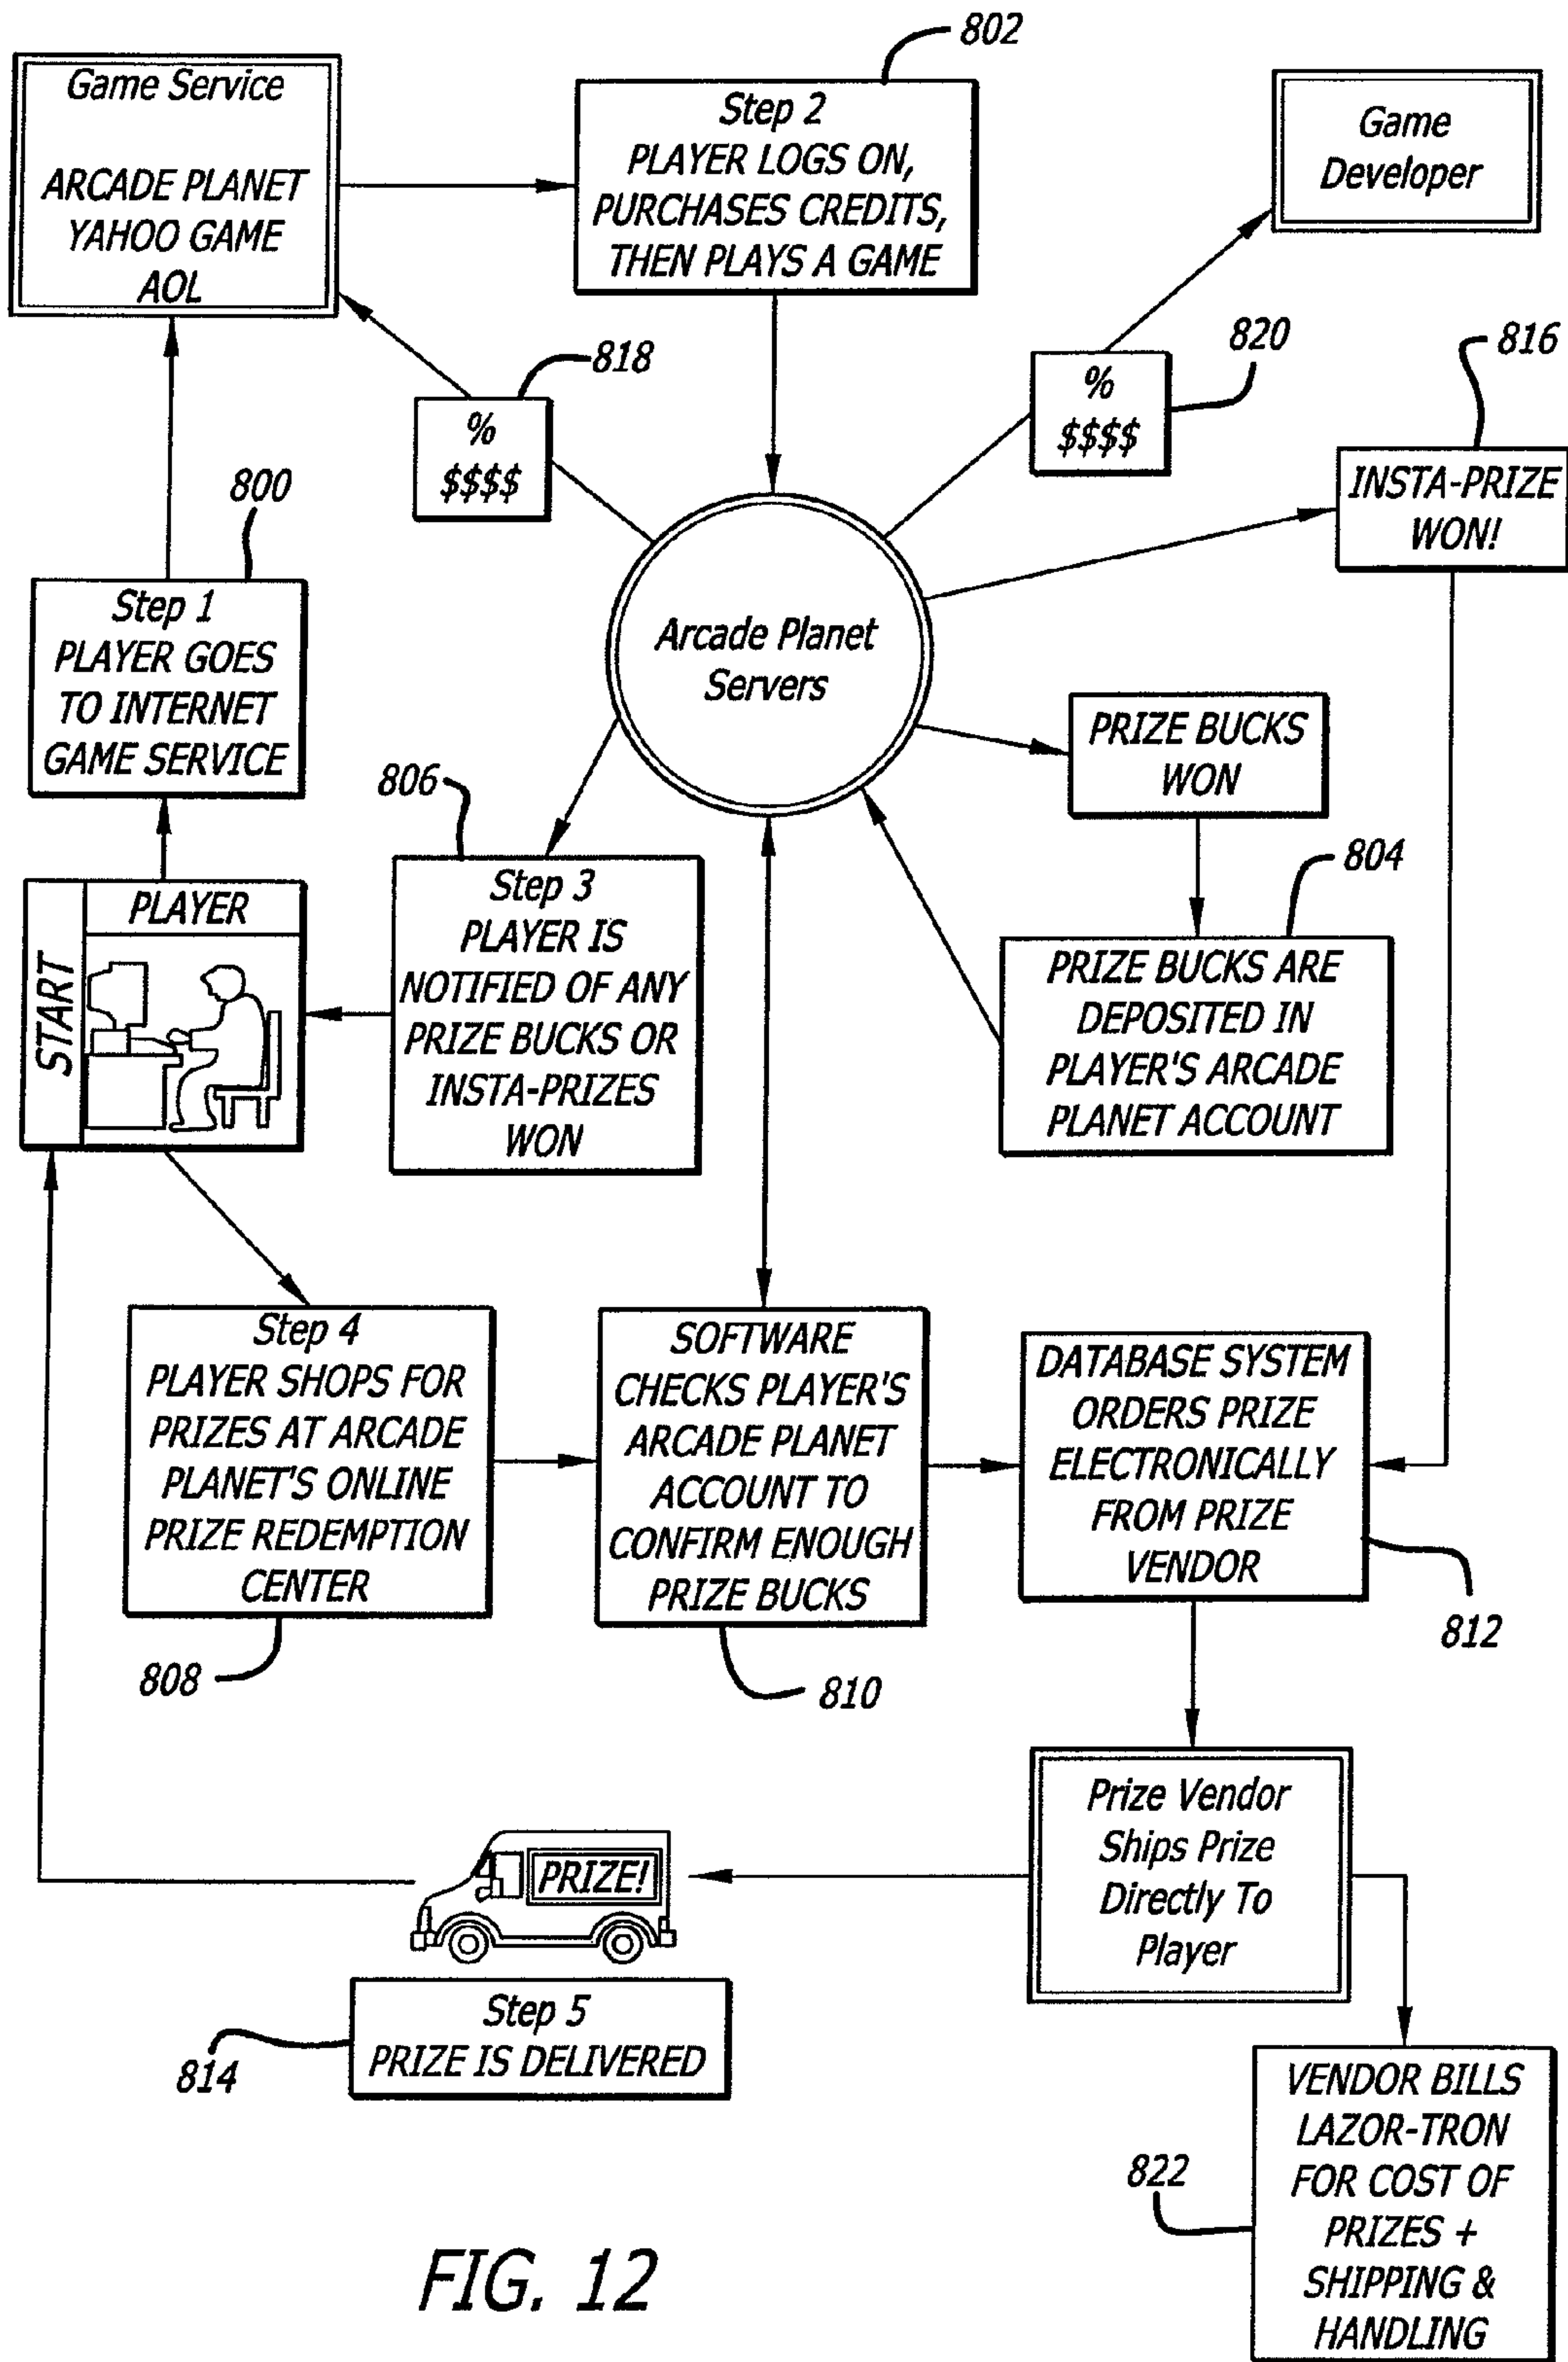 802
Game Service
ARCADE PLANET
YAHOO GAME
AOL
Step 2
PLAYER LOGS ON,
PURCHASES CREDITS,
THEN PLAYS A GAME
Game
Developer
818
%
$$$$
820
%
$$$$
816
INSTA-PRIZE
WON!
800
Step 1
PLAYER GOES
TO INTERNET
GAME SERVICE
Arcade Planet
Servers
PRIZE BUCKS
WON
806
Step 3
PLAYER IS
NOTIFIED OF ANY
PRIZE BUCKS OR
INSTA-PRIZES
WON
START
PLAYER
804
PRIZE BUCKS ARE
DEPOSITED IN
PLAYER'S ARCADE
PLANET ACCOUNT
Step 4
PLAYER SHOPS FOR
PRIZES AT ARCADE
PLANET'S ONLINE
PRIZE REDEMPTION
CENTER
808
SOFTWARE
CHECKS PLAYER'S
ARCADE PLANET
ACCOUNT TO
CONFIRM ENOUGH
PRIZE BUCKS
810
DATABASE SYSTEM
ORDERS PRIZE
ELECTRONICALLY
FROM PRIZE
VENDOR
812
Prize Vendor
Ships Prize
Directly To
Player
PRIZE!
Step 5
PRIZE IS DELIVERED
814
VENDOR BILLS
LAZOR-TRON
FOR COST OF
PRIZES +
SHIPPING &
HANDLING
822
FIG. 12